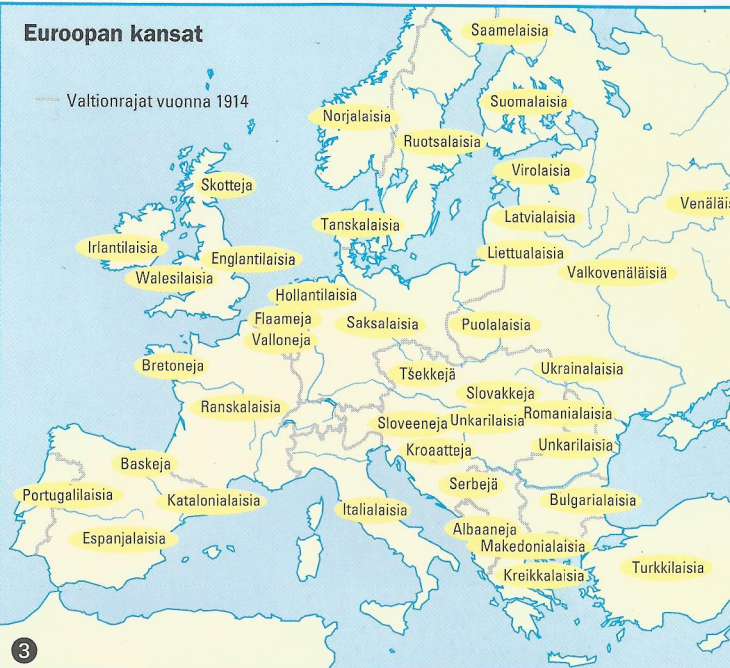 Euroopan kansat
Valtionrajat vuonna 1914
Saamelaisia
Norjalaisia
Suomalaisia
Ruotsalaisia
Virolaisia
Skotteja
Venäläis
Latvialaisia
Tanskalaisia
Irlantilaisia
Englantilaisia
Liettualaisia
Walesilaisia
Valkovenäläisiä
Hollantilaisia
Flaameja
Saksalaisia
Puolalaisia
Valloneja
Bretoneja
Tšekkejä
Ukrainalaisia
Slovakkeja
Ranskalaisia
Sloveeneja
Unkarilaisia
Romanialaisia
Kroaatteja
Unkarilaisia
Baskeja
Serbejä
Portugalilaisia
Katalonialaisia
Italialaisia
Bulgarialaisia
Albaaneja
Espanjalaisia
Makedonialaisia
Kreikkalaisia
Turkkilaisia
3